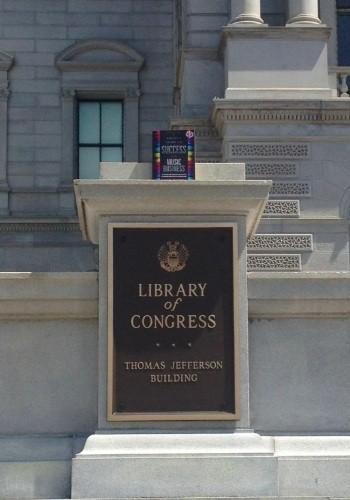 SUCCESS
MUSIC
BUSINESS
LIBRARY
of
CONGRESS
THOMAS JEFFERSON
BUILDING